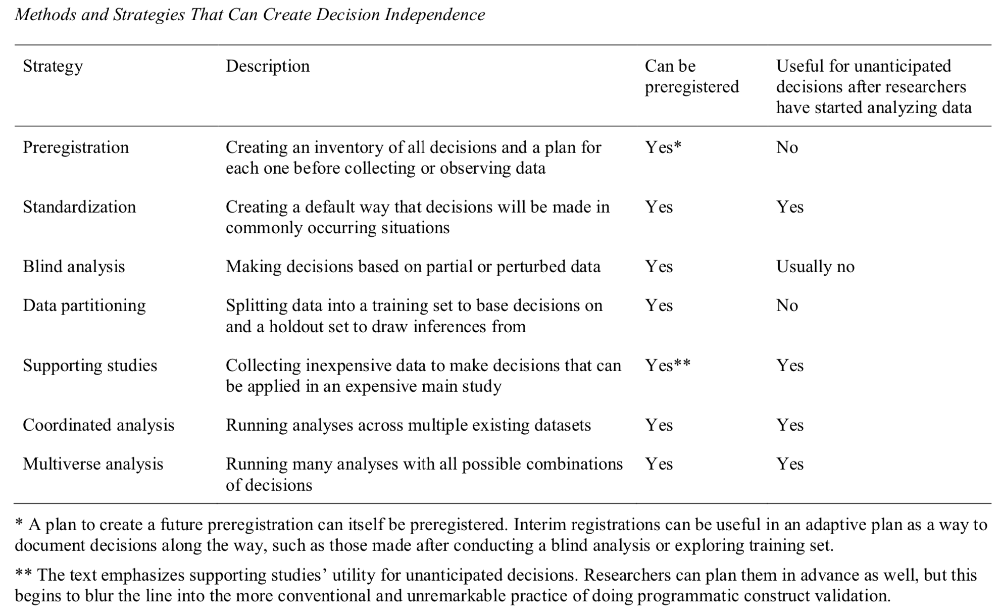 Methods and Strategies That Can Create Decision Independence
Strategy
Description
Can be
preregistered
Useful for unanticipated
decisions after researchers
have started analyzing data
Preregistration
Creating an inventory of all decisions and a plan for
each one before collecting or observing data
Yes*
No
Standardization
Creating a default way that decisions will be made in
commonly occurring situations
Yes
Yes
Blind analysis
Making decisions based on partial or perturbed data
Yes
Usually no
Data partitioning
Splitting data into a training set to base decisions on
and a holdout set to draw inferences from
Yes
No
Supporting studies
Collecting inexpensive data to make decisions that can
be applied in an expensive main study
Yes**
Yes
Coordinated analysis
Running analyses across multiple existing datasets
Yes
Yes
Multiverse analysis
Running many analyses with all possible combinations
of decisions
Yes
Yes
* A plan to create a future preregistration can itself be preregistered. Interim registrations can be useful in an adaptive plan as a way to
document decisions along the way, such as those made after conducting a blind analysis or exploring training set.
** The text emphasizes supporting studies’ utility for unanticipated decisions. Researchers can plan them in advance as well, but this
begins to blur the line into the more conventional and unremarkable practice of doing programmatic construct validation.